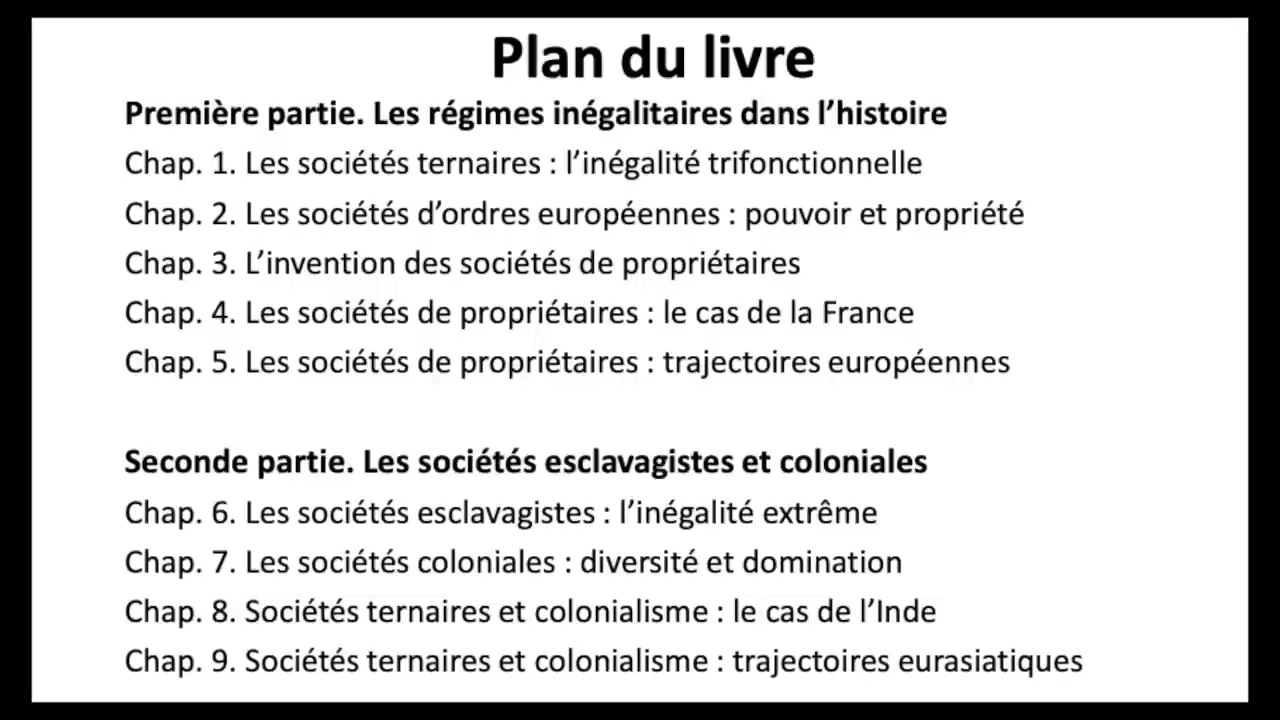 Plan du livre
Première partie. Les régimes inégalitaires dans l’histoire
Chap. 1. Les sociétés ternaires : l’inégalité trifonctionnelle
Chap. 2. Les sociétés d’ordres européennes : pouvoir et propriété
Chap. 3. L’invention des sociétés de propriétaires
Chap. 4. Les sociétés de propriétaires : le cas de la France
Chap. 5. Les sociétés de propriétaires : trajectoires européennes
Seconde partie. Les sociétés esclavagistes et coloniales
Chap. 6. Les sociétés esclavagistes : l’inégalité extrême
Chap. 7. Les sociétés coloniales : diversité et domination
Chap. 8. Sociétés ternaires et colonialisme : le cas de l’Inde
Chap. 9. Sociétés ternaires et colonialisme : trajectoires eurasiatiques